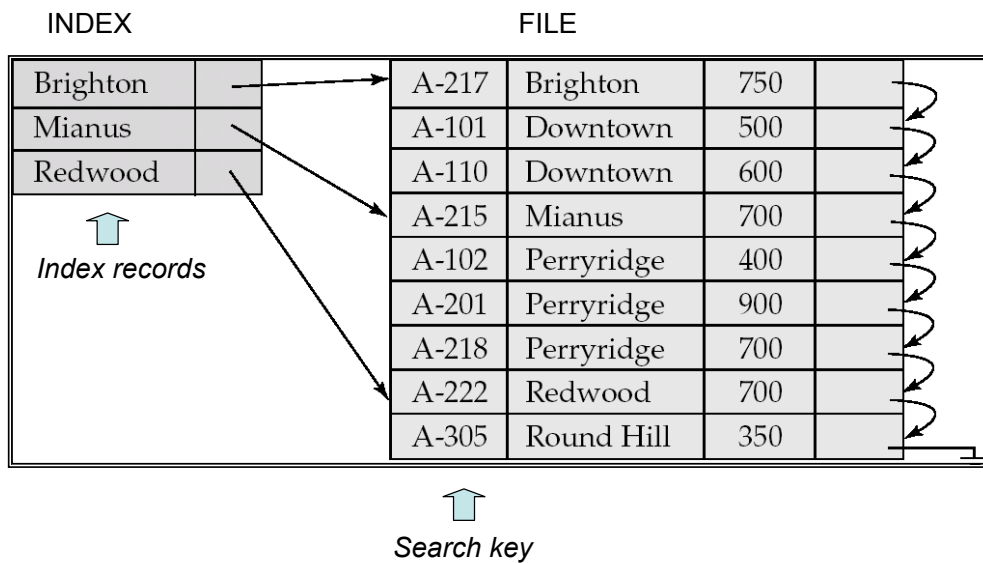 INDEX FILE
Brighton A-217 Brighton 750
Mianus A-101 Downtown 500
Redwood A-110 Downtown 600
A-215 Mianus 700
Index records A-102 Perryridge 400
A-201 Perryridge 900
A-218 Perryridge 700
A-222 Redwood 700
A-305 Round Hill 350
Search key